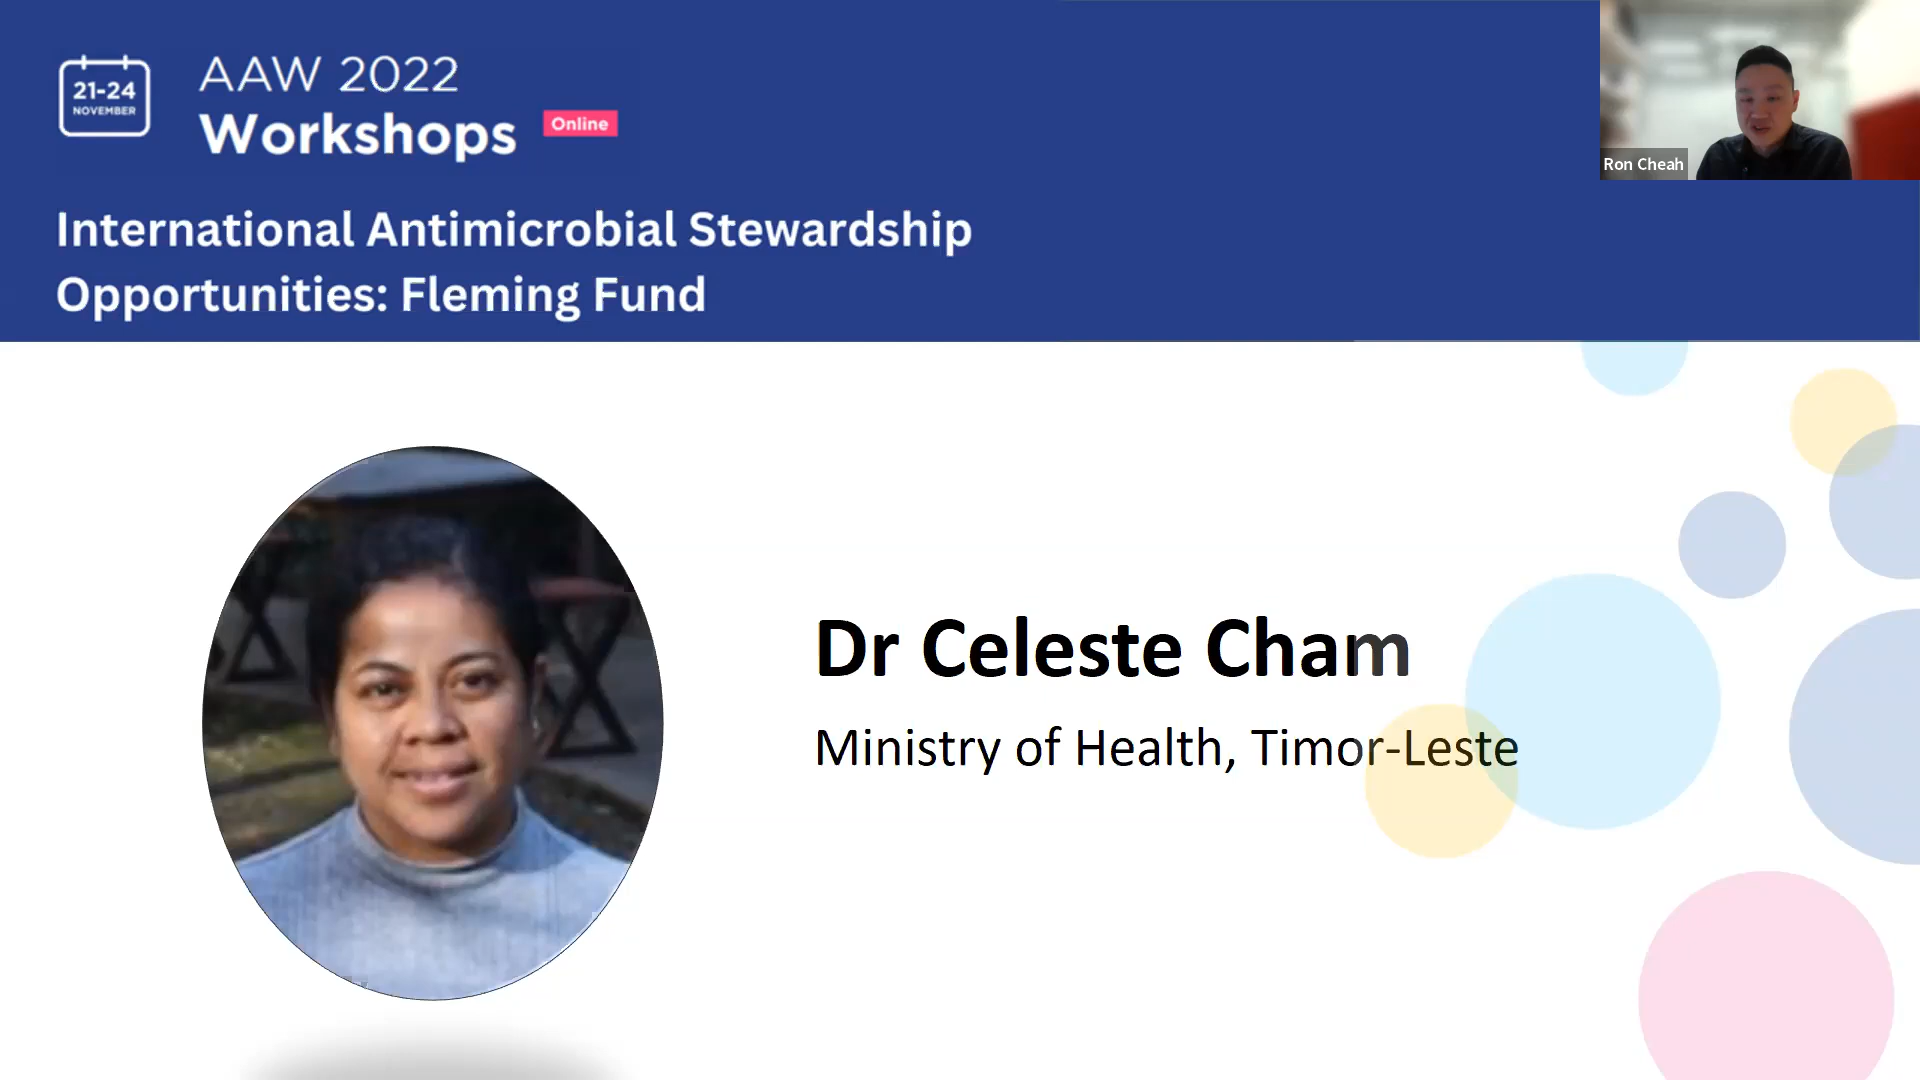 21-24
NOVEMBER
AAW 2022
Workshops
Online
International Antimicrobial Stewardship
Opportunities: Fleming Fund
Ron Cheah
Dr Celeste Cham
Ministry of Health, Timor-Leste